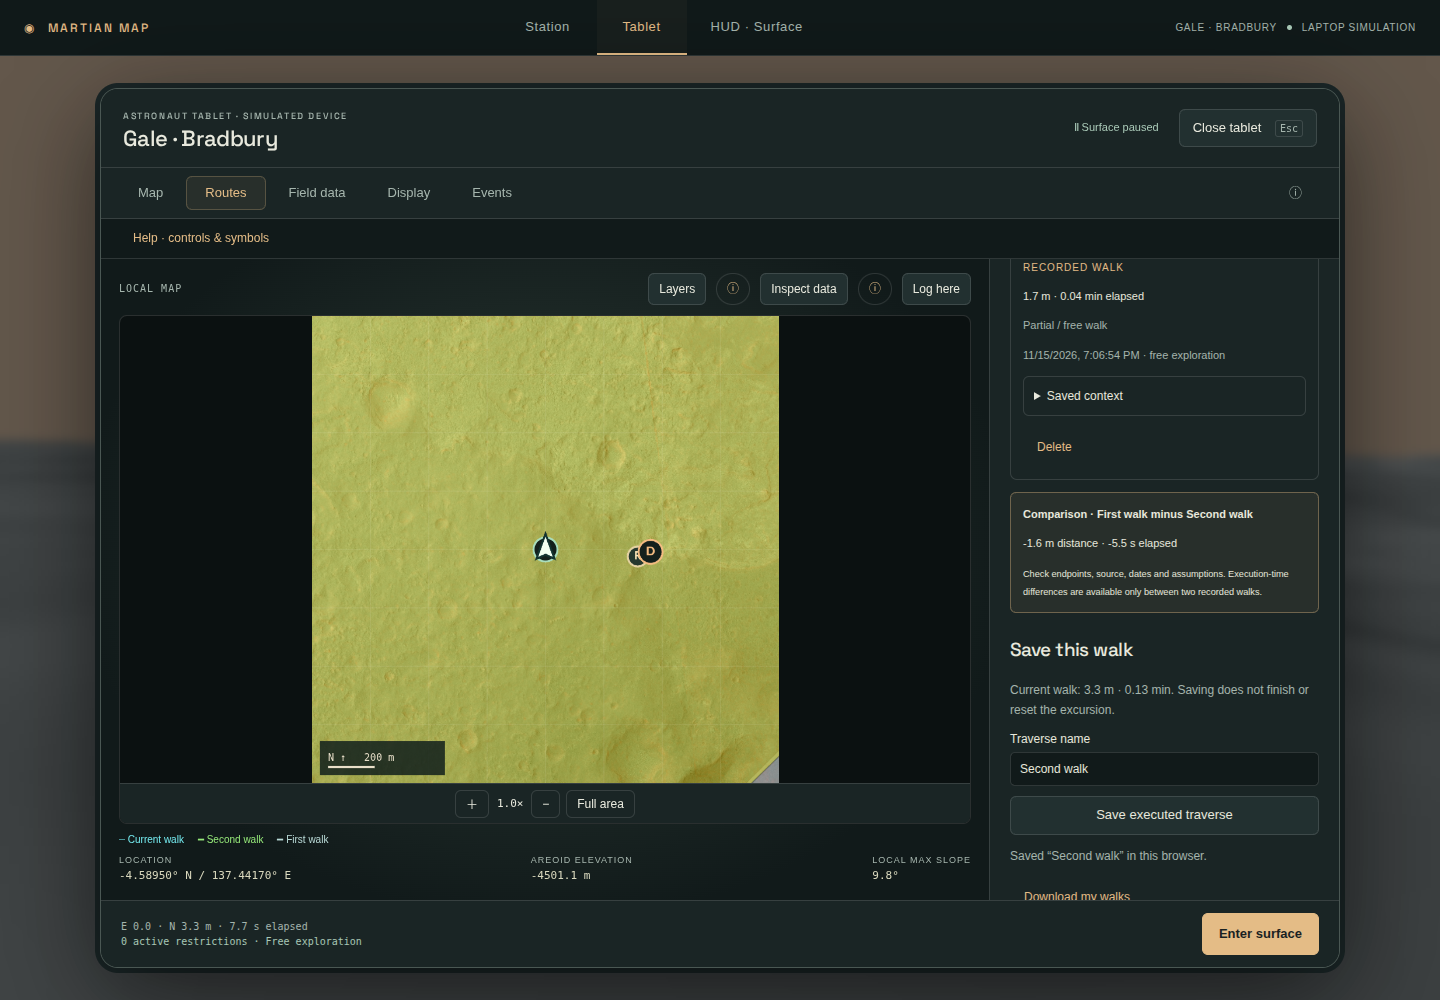 MARTIAN MAP
Station
Tablet
HUD · Surface
GALE · BRADBURY • LAPTOP SIMULATION
ASTRONAUT TABLET · SIMULATED DEVICE
Gale · Bradbury
Surface paused
Close tablet Esc
Map
Routes
Field data
Display
Events
Help · controls & symbols
LOCAL MAP
Layers
Inspect data
Log here
D
N ↑ 200 m
+ 1.0× − Full area
Current walk
Second walk
First walk
LOCATION
-4.58950° N / 137.44170° E
AREOID ELEVATION
-4501.1 m
LOCAL MAX SLOPE
9.8°
RECORDED WALK
1.7 m · 0.04 min elapsed
Partial / free walk
11/15/2026, 7:06:54 PM · free exploration
Saved context
Delete
Comparison · First walk minus Second walk
-1.6 m distance · -5.5 s elapsed
Check endpoints, source, dates and assumptions. Execution-time
differences are available only between two recorded walks.
Save this walk
Current walk: 3.3 m · 0.13 min. Saving does not finish or
reset the excursion.
Traverse name
Second walk
Save executed traverse
Saved “Second walk” in this browser.
Download my walks
E 0.0 · N 3.3 m · 7.7 s elapsed
0 active restrictions · Free exploration
Enter surface